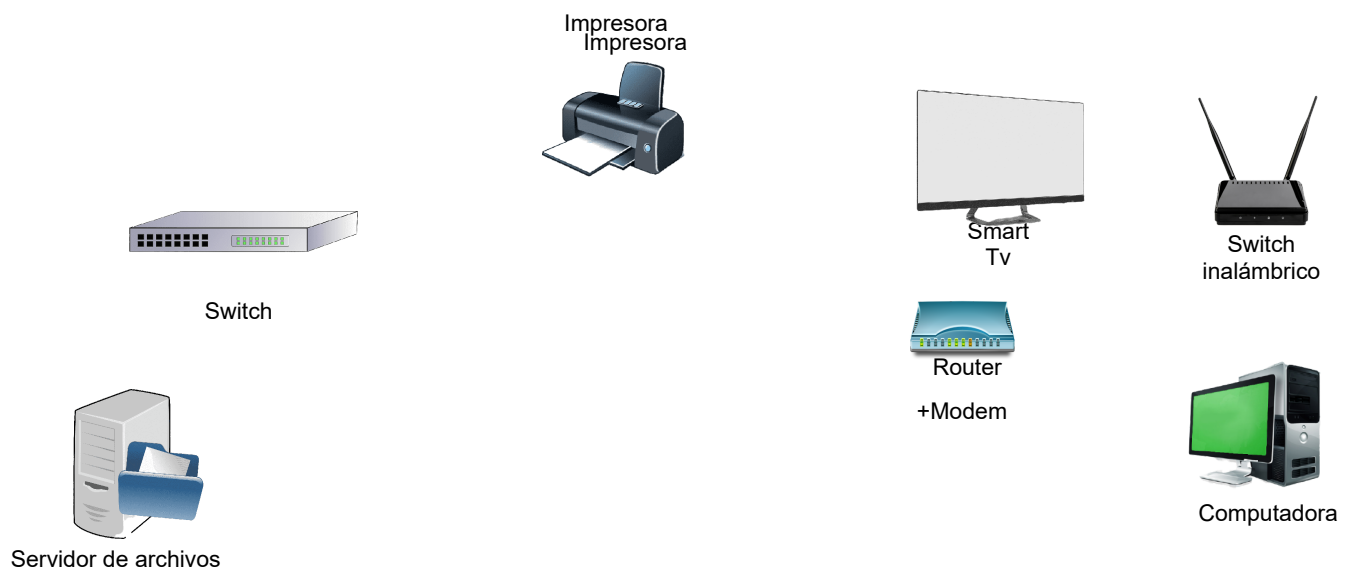 Impresora
Impresora
Smart
Tv
Switch
inalámbrico
Switch
Router
+Modem
Computadora
Servidor de archivos